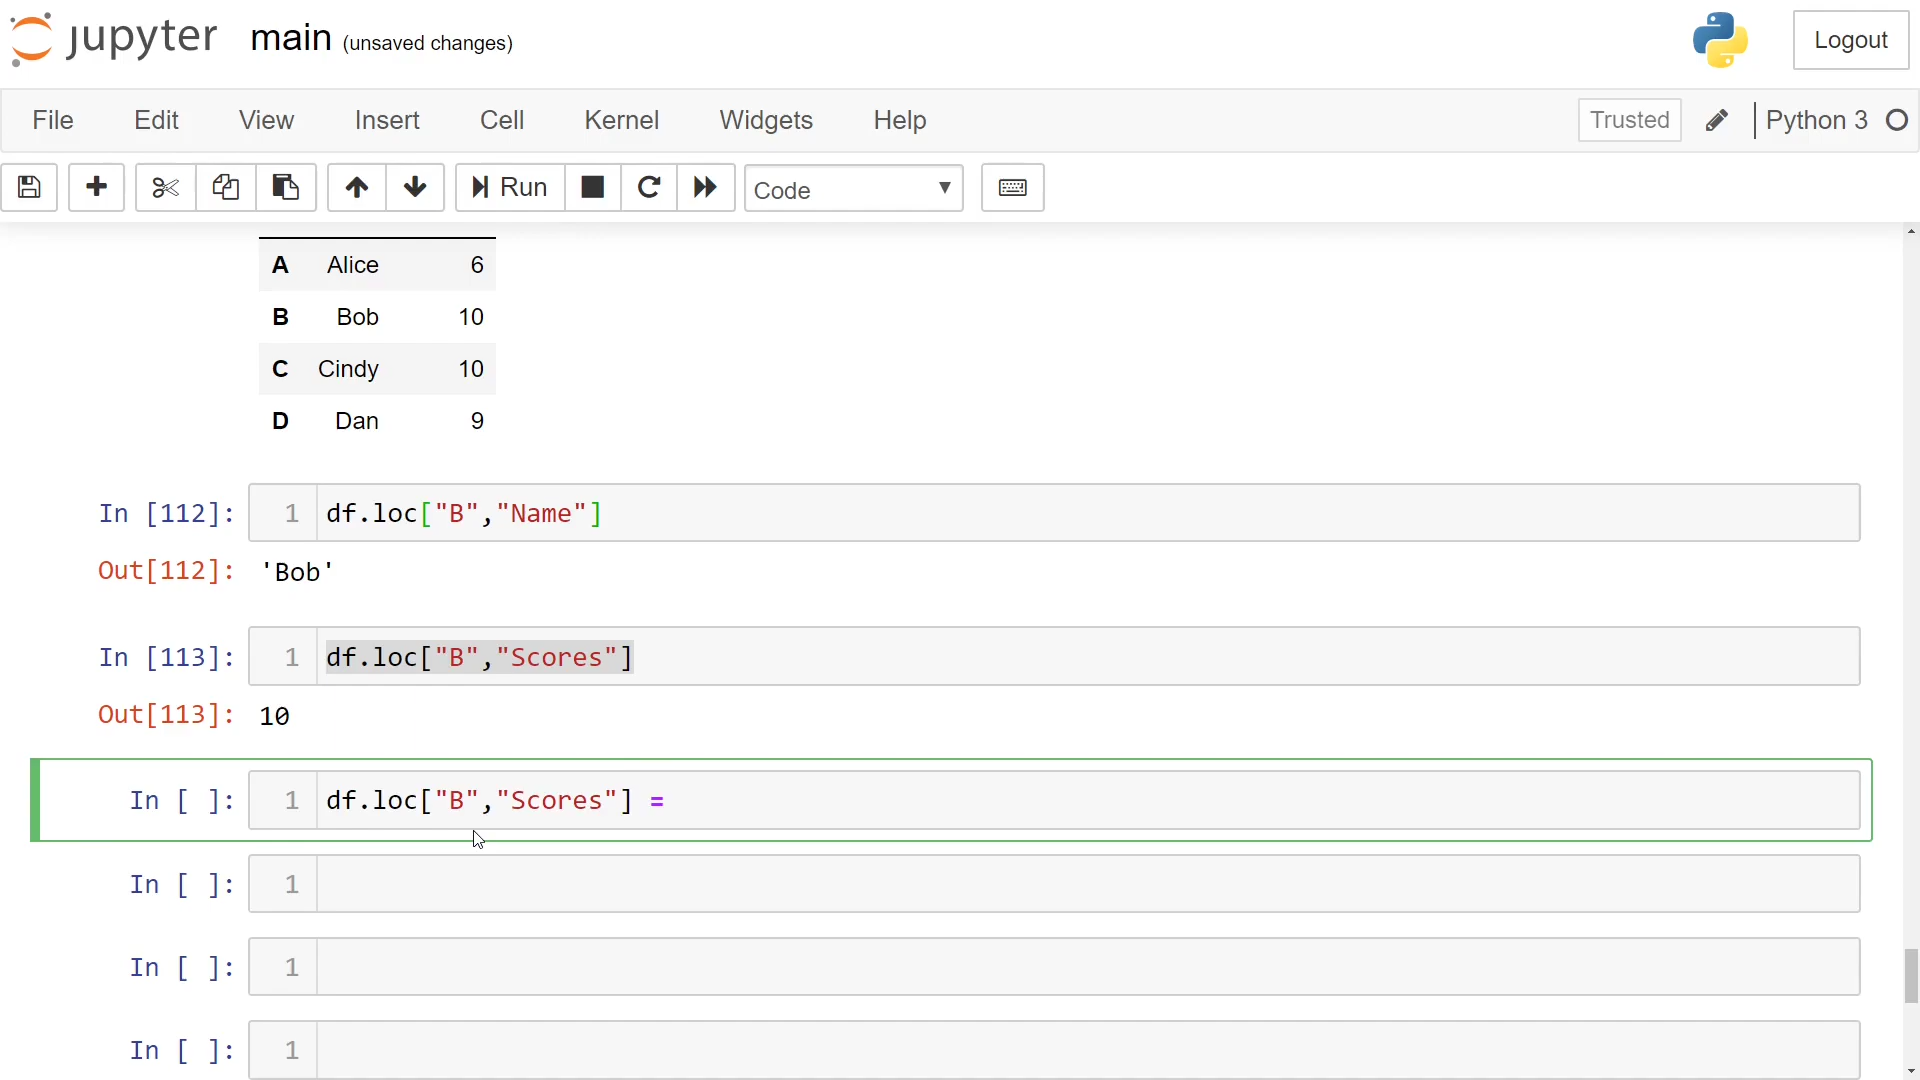 jupyter main (unsaved changes) Logout
File Edit View Insert Cell Kernel Widgets Help Trusted Python 3
Run Code
A Alice 6
B Bob 10
C Cindy 10
D Dan 9
In [112]: 1 df.loc["B","Name"]
Out[112]: 'Bob'
In [113]: 1 df.loc["B","Scores"]
Out[113]: 10
In [ ]: 1 df.loc["B","Scores"] =
In [ ]: 1
In [ ]: 1
In [ ]: 1